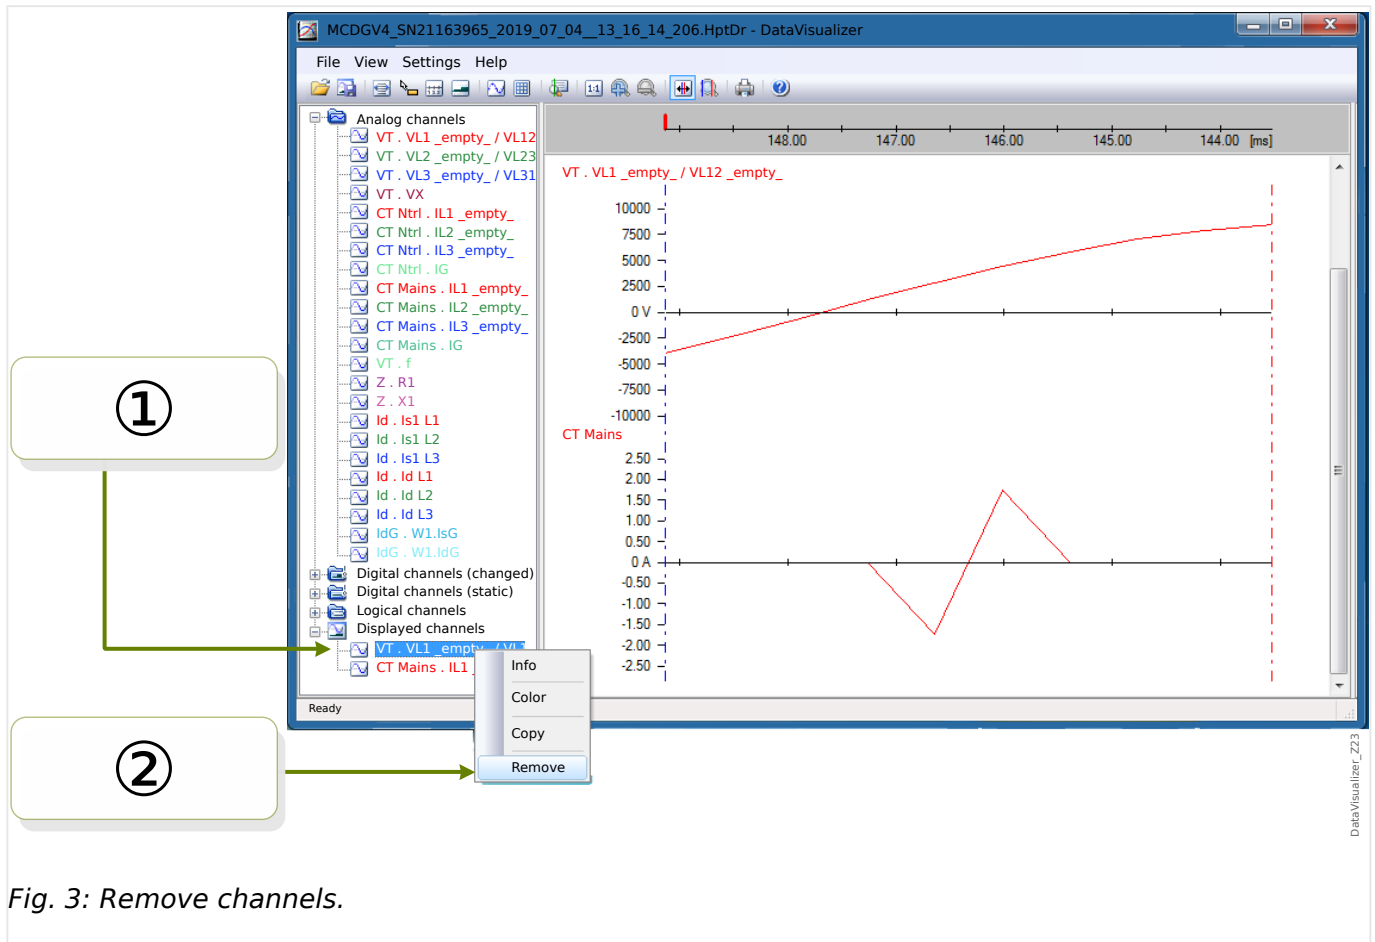 MCDGV4_SN21163965_2019_07_04__13_16_14_206.HptDr - DataVisualizer
File View Settings Help
1:1
Analog channels
VT . VL1 _empty_ / VL12
VT . VL2 _empty_ / VL23
VT . VL3 _empty_ / VL31
VT . VX
CT Ntrl . IL1 _empty_
CT Ntrl . IL2 _empty_
CT Ntrl . IL3 _empty_
CT Ntrl . IG
CT Mains . IL1 _empty_
CT Mains . IL2 _empty_
CT Mains . IL3 _empty_
CT Mains . IG
VT . f
Z . R1
Z . X1
Id . Is1 L1
Id . Is1 L2
Id . Is1 L3
Id . Id L1
Id . Id L2
Id . Id L3
IdG . W1.IsG
IdG . W1.IdG
Digital channels (changed)
Digital channels (static)
Logical channels
Displayed channels
VT . VL1 _empty_ / VL1
CT Mains . IL1
Info
Color
Copy
Remove
Ready
148.00 147.00 146.00 145.00 144.00 [ms]
VT . VL1 _empty_ / VL12 _empty_
10000
7500
5000
2500
0 V
-2500
-5000
-7500
-10000
CT Mains
2.50
2.00
1.50
1.00
0.50
0 A
-0.50
-1.00
-1.50
-2.00
-2.50
①
②
DataVisualizer_Z23
Fig. 3: Remove channels.